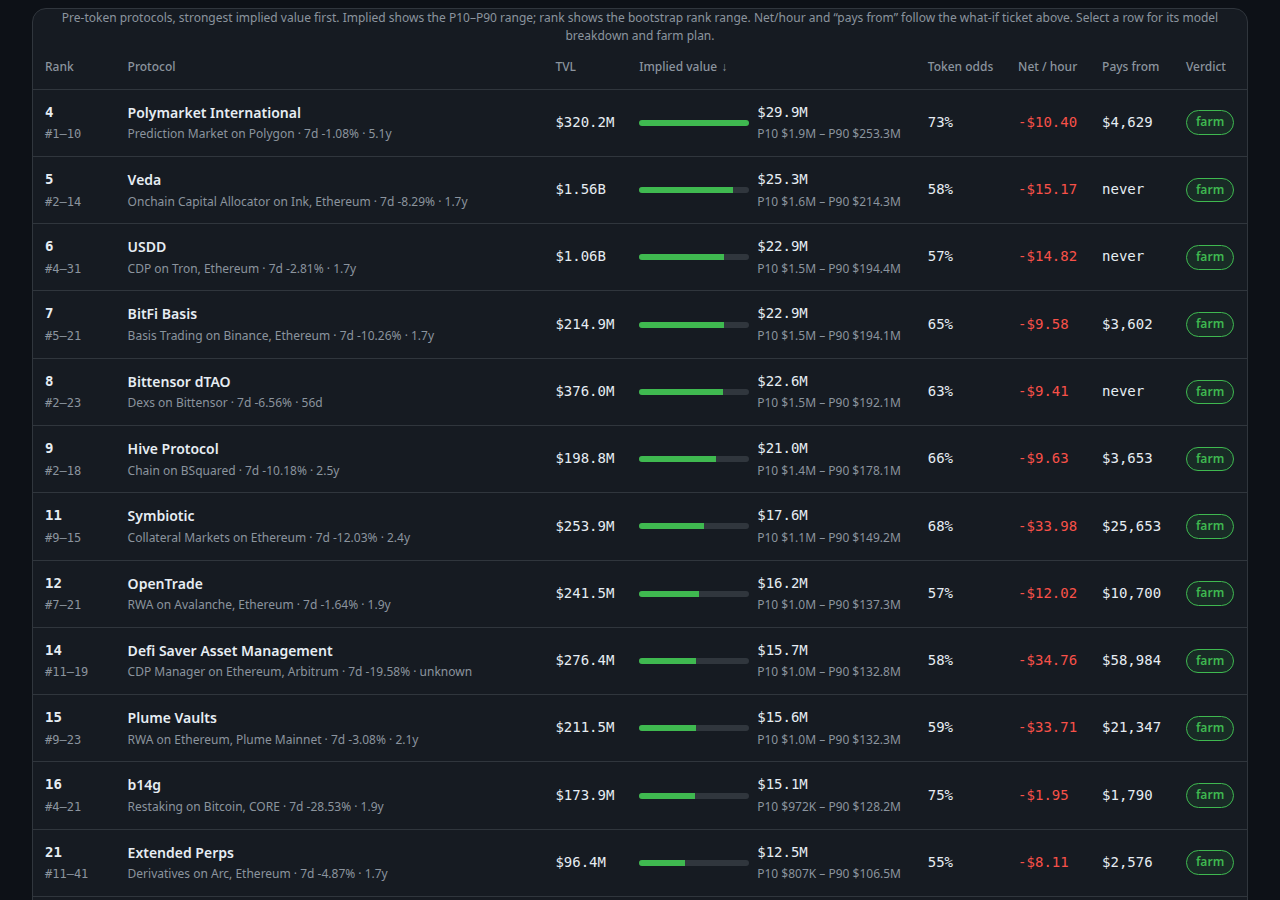 Pre-token protocols, strongest implied value first. Implied shows the P10–P90 range; rank shows the bootstrap rank range. Net/hour and “pays from” follow the what-if ticket above. Select a row for its model
breakdown and farm plan.
Rank Protocol TVL Implied value ↓ Token odds Net / hour Pays from Verdict
4 Polymarket International $320.2M $29.9M 73% -$10.40 $4,629 farm
#1–10 Prediction Market on Polygon · 7d -1.08% · 5.1y P10 $1.9M – P90 $253.3M
5 Veda $1.56B $25.3M 58% -$15.17 never farm
#2–14 Onchain Capital Allocator on Ink, Ethereum · 7d -8.29% · 1.7y P10 $1.6M – P90 $214.3M
6 USDD $1.06B $22.9M 57% -$14.82 never farm
#4–31 CDP on Tron, Ethereum · 7d -2.81% · 1.7y P10 $1.5M – P90 $194.4M
7 BitFi Basis $214.9M $22.9M 65% -$9.58 $3,602 farm
#5–21 Basis Trading on Binance, Ethereum · 7d -10.26% · 1.7y P10 $1.5M – P90 $194.1M
8 Bittensor dTAO $376.0M $22.6M 63% -$9.41 never farm
#2–23 Dexs on Bittensor · 7d -6.56% · 56d P10 $1.5M – P90 $192.1M
9 Hive Protocol $198.8M $21.0M 66% -$9.63 $3,653 farm
#2–18 Chain on BSquared · 7d -10.18% · 2.5y P10 $1.4M – P90 $178.1M
11 Symbiotic $253.9M $17.6M 68% -$33.98 $25,653 farm
#9–15 Collateral Markets on Ethereum · 7d -12.03% · 2.4y P10 $1.1M – P90 $149.2M
12 OpenTrade $241.5M $16.2M 57% -$12.02 $10,700 farm
#7–21 RWA on Avalanche, Ethereum · 7d -1.64% · 1.9y P10 $1.0M – P90 $137.3M
14 Defi Saver Asset Management $276.4M $15.7M 58% -$34.76 $58,984 farm
#11–19 CDP Manager on Ethereum, Arbitrum · 7d -19.58% · unknown P10 $1.0M – P90 $132.8M
15 Plume Vaults $211.5M $15.6M 59% -$33.71 $21,347 farm
#9–23 RWA on Ethereum, Plume Mainnet · 7d -3.08% · 2.1y P10 $1.0M – P90 $132.3M
16 b14g $173.9M $15.1M 75% -$1.95 $1,790 farm
#4–21 Restaking on Bitcoin, CORE · 7d -28.53% · 1.9y P10 $972K – P90 $128.2M
21 Extended Perps $96.4M $12.5M 55% -$8.11 $2,576 farm
#11–41 Derivatives on Arc, Ethereum · 7d -4.87% · 1.7y P10 $807K – P90 $106.5M